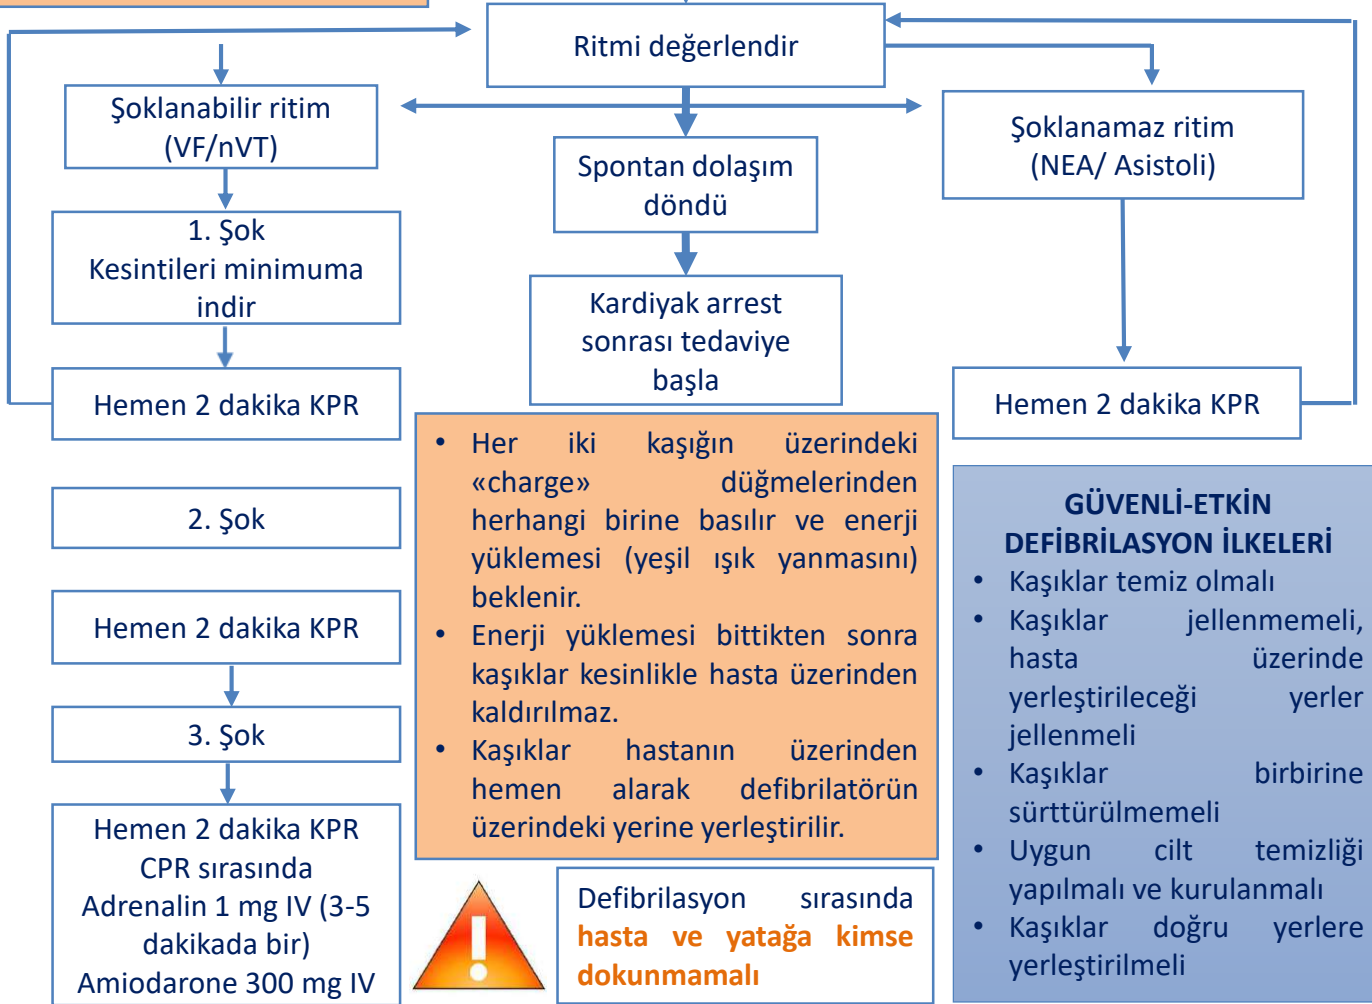 Ritmi değerlendir
Şoklanabilir ritim
(VF/nVT)
Spontan dolaşım
döndü
Şoklanamaz ritim
(NEA/ Asistoli)
1. Şok
Kesintileri minimuma
indir
Kardiyak arrest
sonrası tedaviye
başla
Hemen 2 dakika KPR
Hemen 2 dakika KPR
2. Şok
Hemen 2 dakika KPR
3. Şok
Hemen 2 dakika KPR
CPR sırasında
Adrenalin 1 mg IV (3-5
dakikada bir)
Amiodarone 300 mg IV
• Her iki kaşığın üzerindeki
«charge» düğmelerinden
herhangi birine basılır ve enerji
yüklemesi (yeşil ışık yanmasını)
beklenir.
• Enerji yüklemesi bittikten sonra
kaşıklar kesinlikle hasta üzerinden
kaldırılmaz.
• Kaşıklar hastanın üzerinden
hemen alarak defibrilatörün
üzerindeki yerine yerleştirilir.
Defibrilasyon sırasında
hasta ve yatağa kimse
dokunmamalı
GÜVENLİ-ETKİN
DEFİBRİLASYON İLKELERİ
• Kaşıklar temiz olmalı
• Kaşıklar jellenmemeli,
hasta üzerinde
yerleştirileceği yerler
jellenmeli
• Kaşıklar birbirine
sürttürülmemeli
• Uygun cilt temizliği
yapılmalı ve kurulanmalı
• Kaşıklar doğru yerlere
yerleştirilmeli